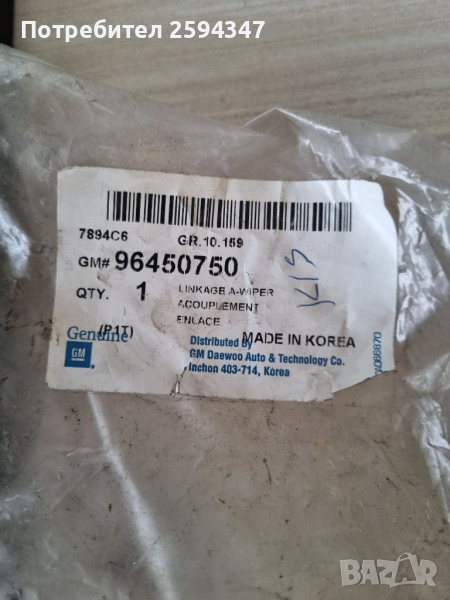 Потребител 2594347
7894C6 GR.10.159
GM# 96450750
QTY. 1 LINKAGE A-WIPER
ACOUPLEMENT
ENLACE
(P1T) MADE IN KOREA
Genuine
GM
Distributed By
GM Daewoo Auto & Technology Co.
Inchon 403-714, Korea
BAZAR